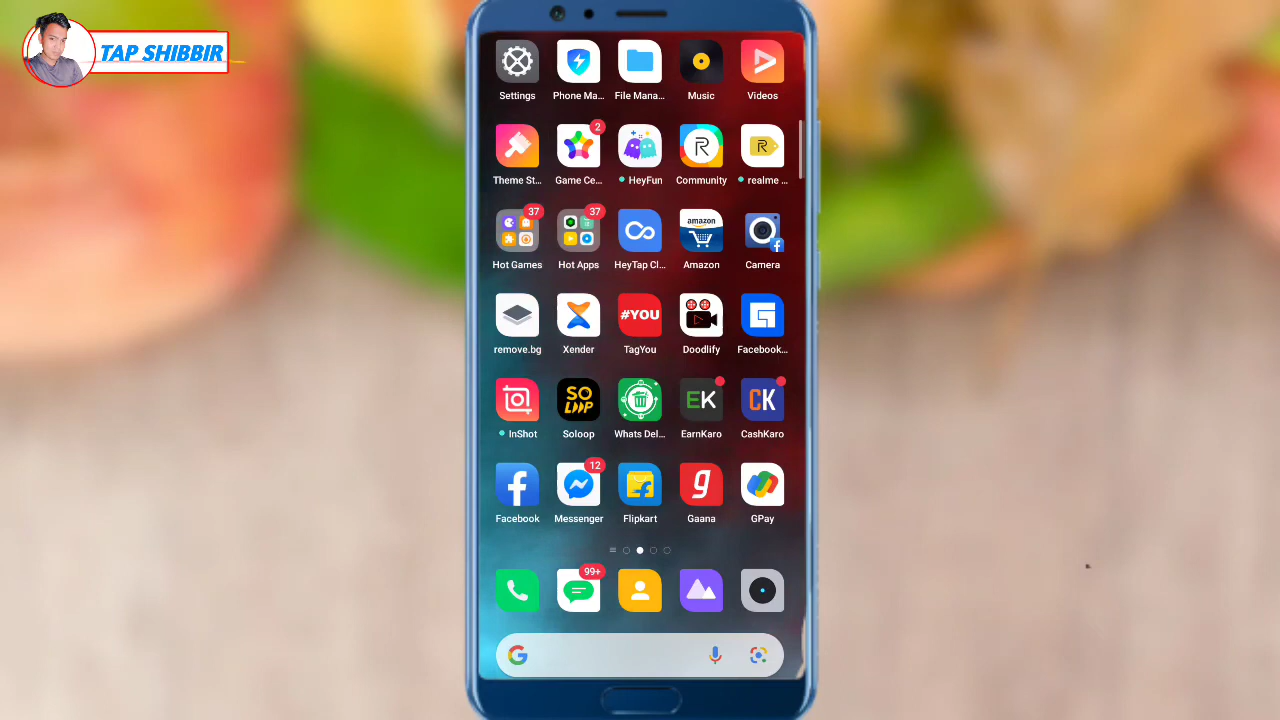 TAP SHIBBIR
Settings Phone Ma... File Mana... Music Videos
2
Theme St... Game Ce... HeyFun Community realme ...
R R
37 37 amazon
Hot Games Hot Apps HeyTap Cl... Amazon Camera
#YOU
remove.bg Xender TagYou Doodlify Facebook...
SO LOOP EK CK
InShot Soloop Whats Del... EarnKaro CashKaro
12
Facebook Messenger Flipkart Gaana GPay
99+